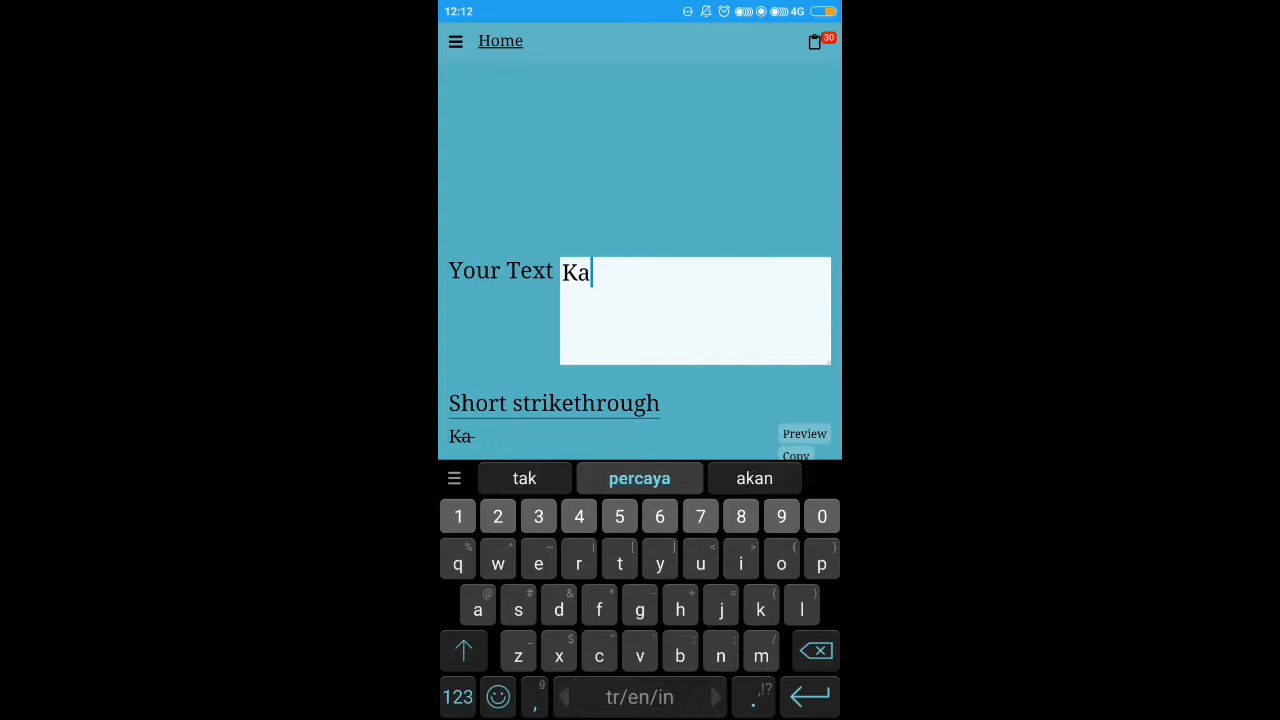 12:12 4G
Home 30
Your Text Ka
Short strikethrough
Ka
Preview
Copy
tak percaya akan
1 2 3 4 5 6 7 8 9 0
% ^ ~ | [ ] < > { }
q w e r t y u i o p
@ # & * - + = ( )
a s d f g h j k l
_ $ " ' : ; /
z x c v b n m
123 , tr/en/in ,!? .